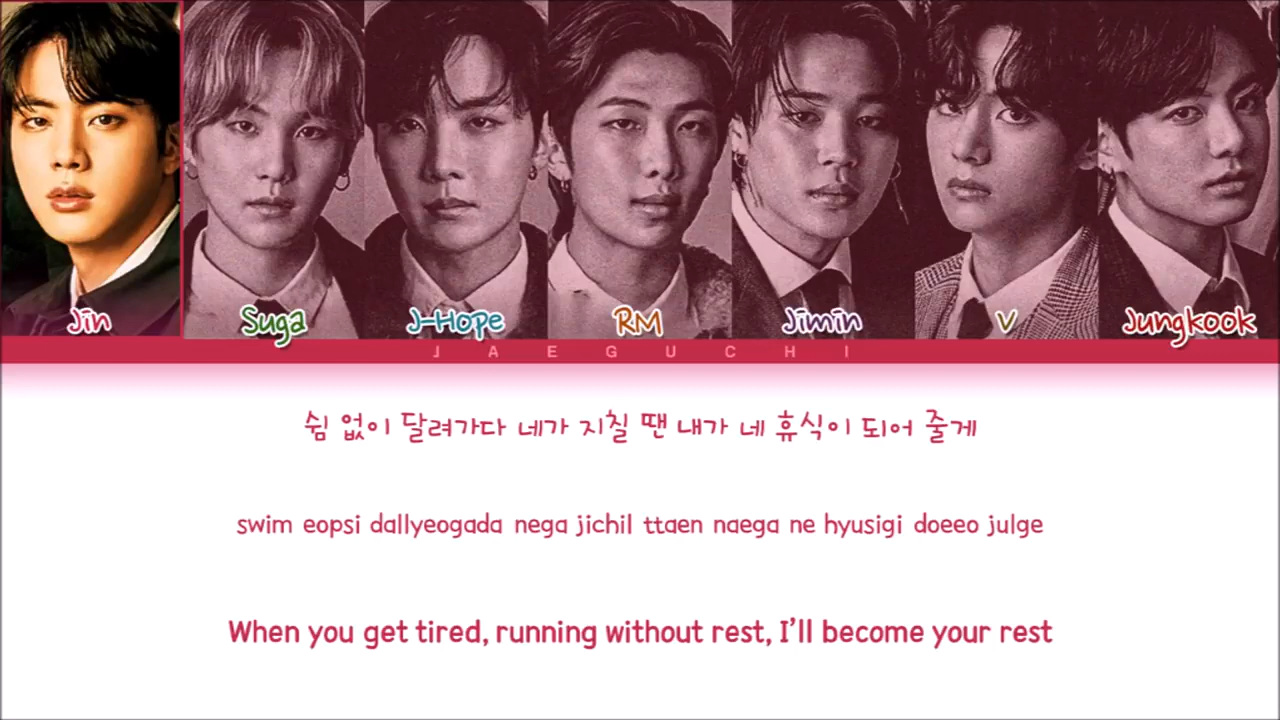 Jin Suga J-Hope RM Jimin V Jungkook
JAEGUCHI
쉼 없이 달려가다 네가 지칠 땐 내가 네 휴식이 되어 줄게
swim eopsi dallyeogada nega jichil ttaen naega ne hyusigi doeeo julge
When you get tired, running without rest, I'll become your rest